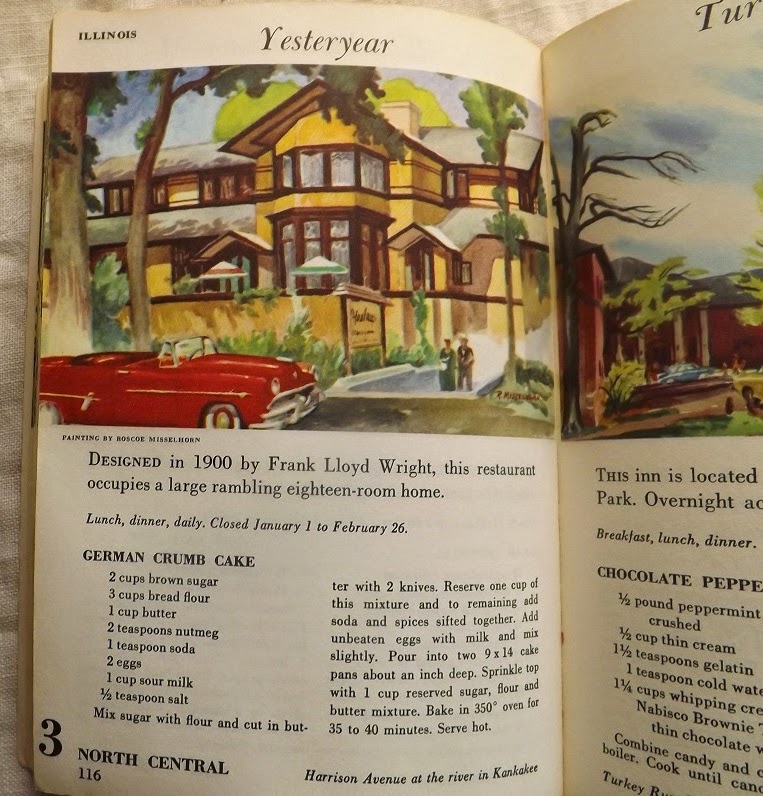 ILLINOIS
Yesteryear
PAINTING BY ROSCOE MISSELHORN
DESIGNED in 1900 by Frank Lloyd Wright, this restaurant
occupies a large rambling eighteen-room home.
Lunch, dinner, daily. Closed January 1 to February 26.
GERMAN CRUMB CAKE
2 cups brown sugar
3 cups bread flour
1 cup butter
2 teaspoons nutmeg
1 teaspoon soda
2 eggs
1 cup sour milk
½ teaspoon salt
Mix sugar with flour and cut in but-
ter with 2 knives. Reserve one cup of
this mixture and to remaining add
soda and spices sifted together. Add
unbeaten eggs with milk and mix
slightly. Pour into two 9 x 14 cake
pans about an inch deep. Sprinkle top
with 1 cup reserved sugar, flour and
butter mixture. Bake in 350° oven for
35 to 40 minutes. Serve hot.
3
NORTH CENTRAL
116
Harrison Avenue at the river in Kankakee
Tur
THIS inn is located
Park. Overnight ac
Breakfast, lunch, dinner.
CHOCOLATE PEPPE
½ pound peppermint
crushed
½ cup thin cream
1½ teaspoons gelatin
1 teaspoon cold wate
1¼ cups whipping cre
Nabisco Brownie T
thin chocolate w
Combine candy and c
boiler. Cook until canc
Turkey Ru